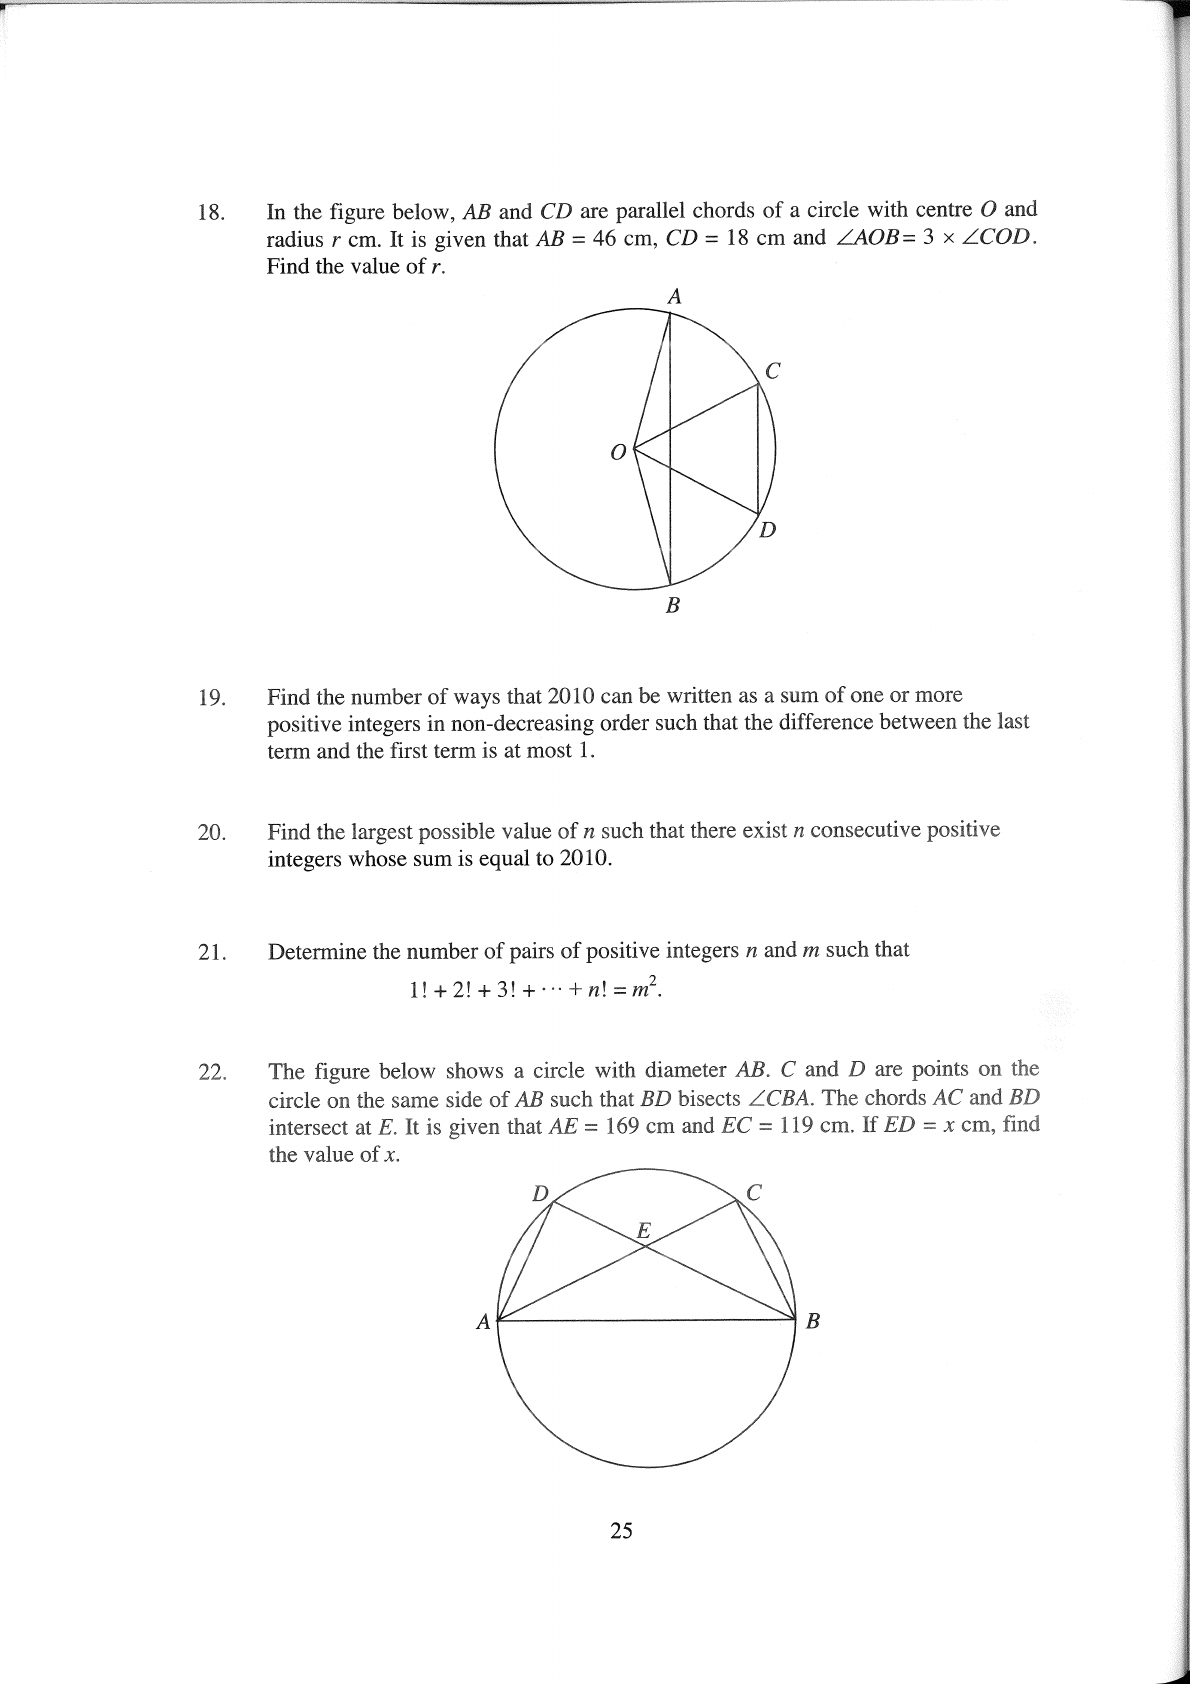 18. In the figure below, AB and CD are parallel chords of a circle with centre O and
radius r cm. It is given that AB = 46 cm, CD = 18 cm and ∠AOB= 3 × ∠COD.
Find the value of r.
A
C
O
D
B
19. Find the number of ways that 2010 can be written as a sum of one or more
positive integers in non-decreasing order such that the difference between the last
term and the first term is at most 1.
20. Find the largest possible value of n such that there exist n consecutive positive
integers whose sum is equal to 2010.
21. Determine the number of pairs of positive integers n and m such that
1! + 2! + 3! + ··· + n! = m².
22. The figure below shows a circle with diameter AB. C and D are points on the
circle on the same side of AB such that BD bisects ∠CBA. The chords AC and BD
intersect at E. It is given that AE = 169 cm and EC = 119 cm. If ED = x cm, find
the value of x.
D
C
E
A
B
25